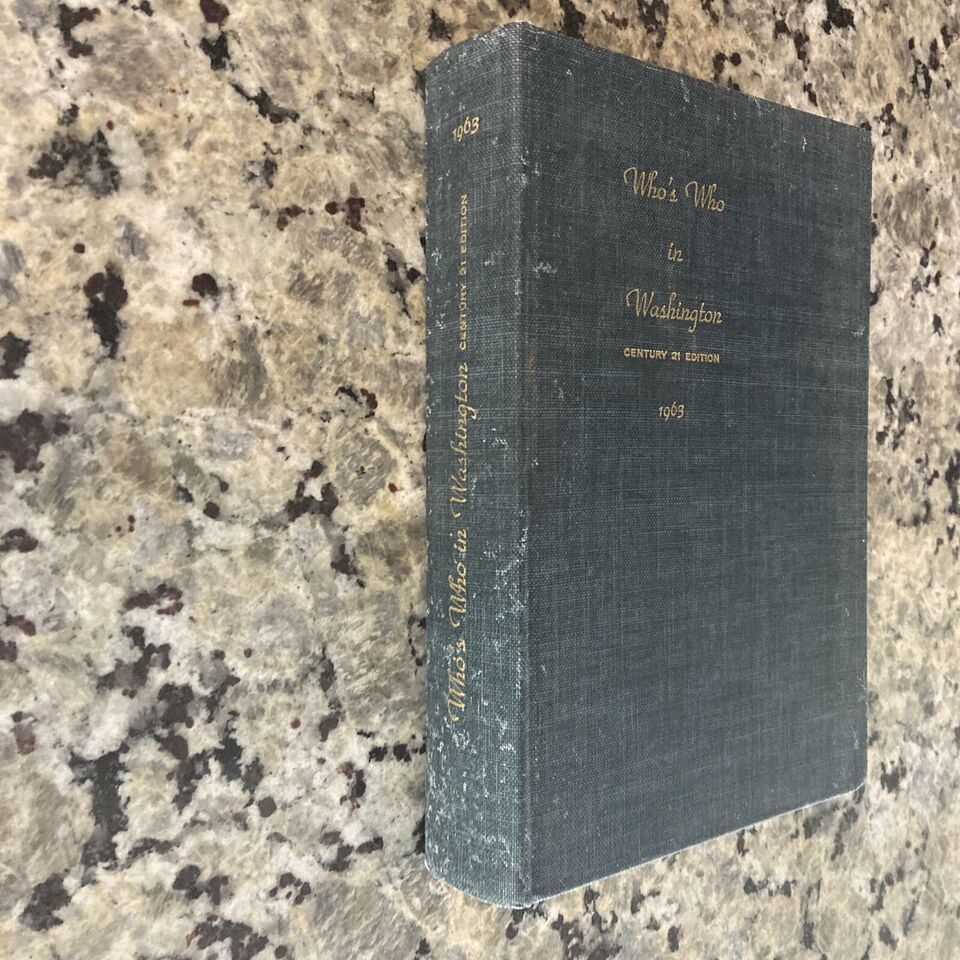 1963
Who's Who in Washington CENTURY 21 EDITION
Who's Who
in
Washington
CENTURY 21 EDITION
1963